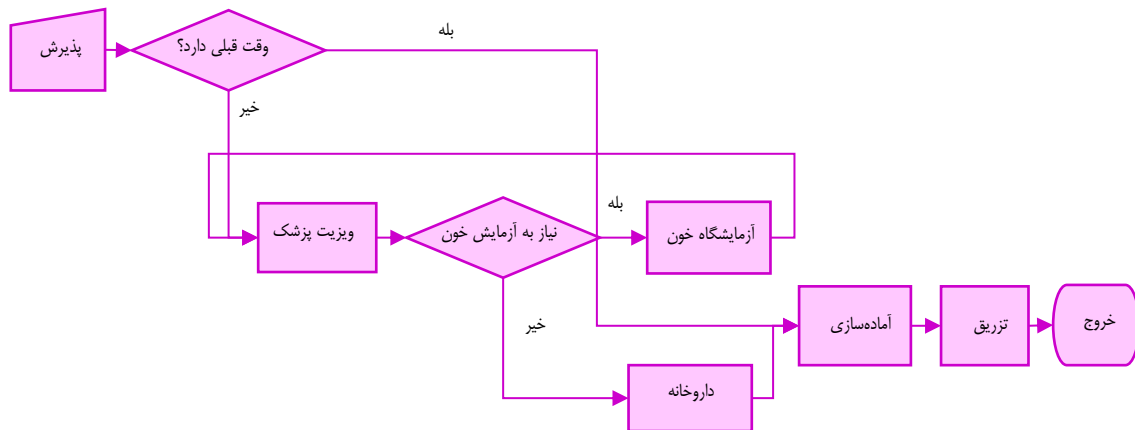 پذیرش
وقت قبلی دارد؟
بله
خیر
ویزیت پزشک
نیاز به آزمایش خون
بله
آزمایشگاه خون
خیر
آماده‌سازی
تزریق
خروج
داروخانه